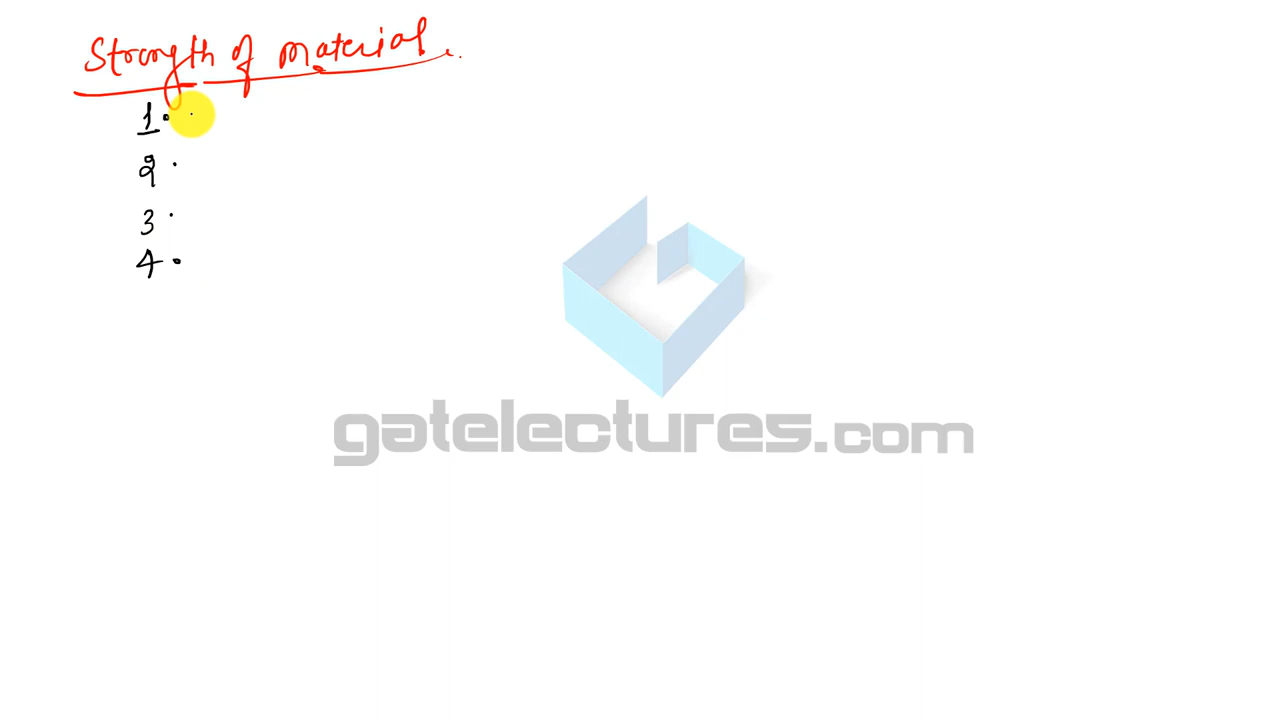 Strength of Material.
1.
2.
3.
4.
gatelectures.com